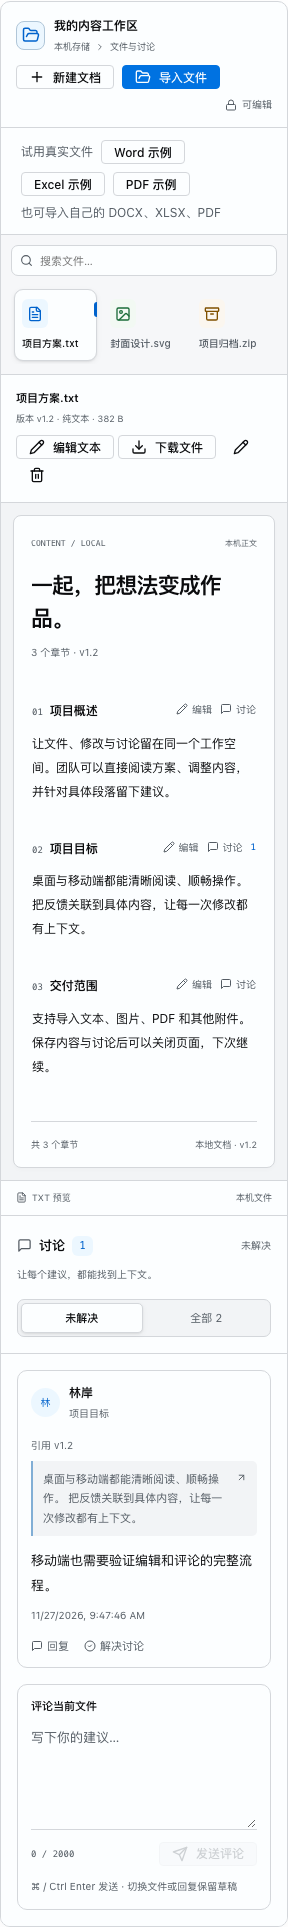 我的内容工作区
本机存储 > 文件与讨论
新建文档 导入文件
可编辑
试用真实文件 Word 示例
Excel 示例 PDF 示例
也可导入自己的 DOCX、XLSX、PDF
搜索文件...
项目方案.txt 封面设计.svg 项目归档.zip
项目方案.txt
版本 v1.2 · 纯文本 · 382 B
编辑文本 下载文件
CONTENT / LOCAL 本机正文
一起，把想法变成作
品。
3 个章节 · v1.2
01 项目概述 编辑 讨论
让文件、修改与讨论留在同一个工作空
间。团队可以直接阅读方案、调整内容，
并针对具体段落留下建议。
02 项目目标 编辑 讨论 1
桌面与移动端都能清晰阅读、顺畅操作。
把反馈关联到具体内容，让每一次修改都
有上下文。
03 交付范围 编辑 讨论
支持导入文本、图片、PDF 和其他附件。
保存内容与讨论后可以关闭页面，下次继
续。
共 3 个章节 本地文档 · v1.2
TXT 预览 本机文件
讨论 1 未解决
让每个建议，都能找到上下文。
未解决 全部 2
林 林岸
项目目标
引用 v1.2
桌面与移动端都能清晰阅读、顺畅操
作。 把反馈关联到具体内容，让每一
次修改都有上下文。
移动端也需要验证编辑和评论的完整流
程。
11/27/2026, 9:47:46 AM
回复 解决讨论
评论当前文件
写下你的建议...
0 / 2000 发送评论
⌘ / Ctrl Enter 发送 · 切换文件或回复保留草稿